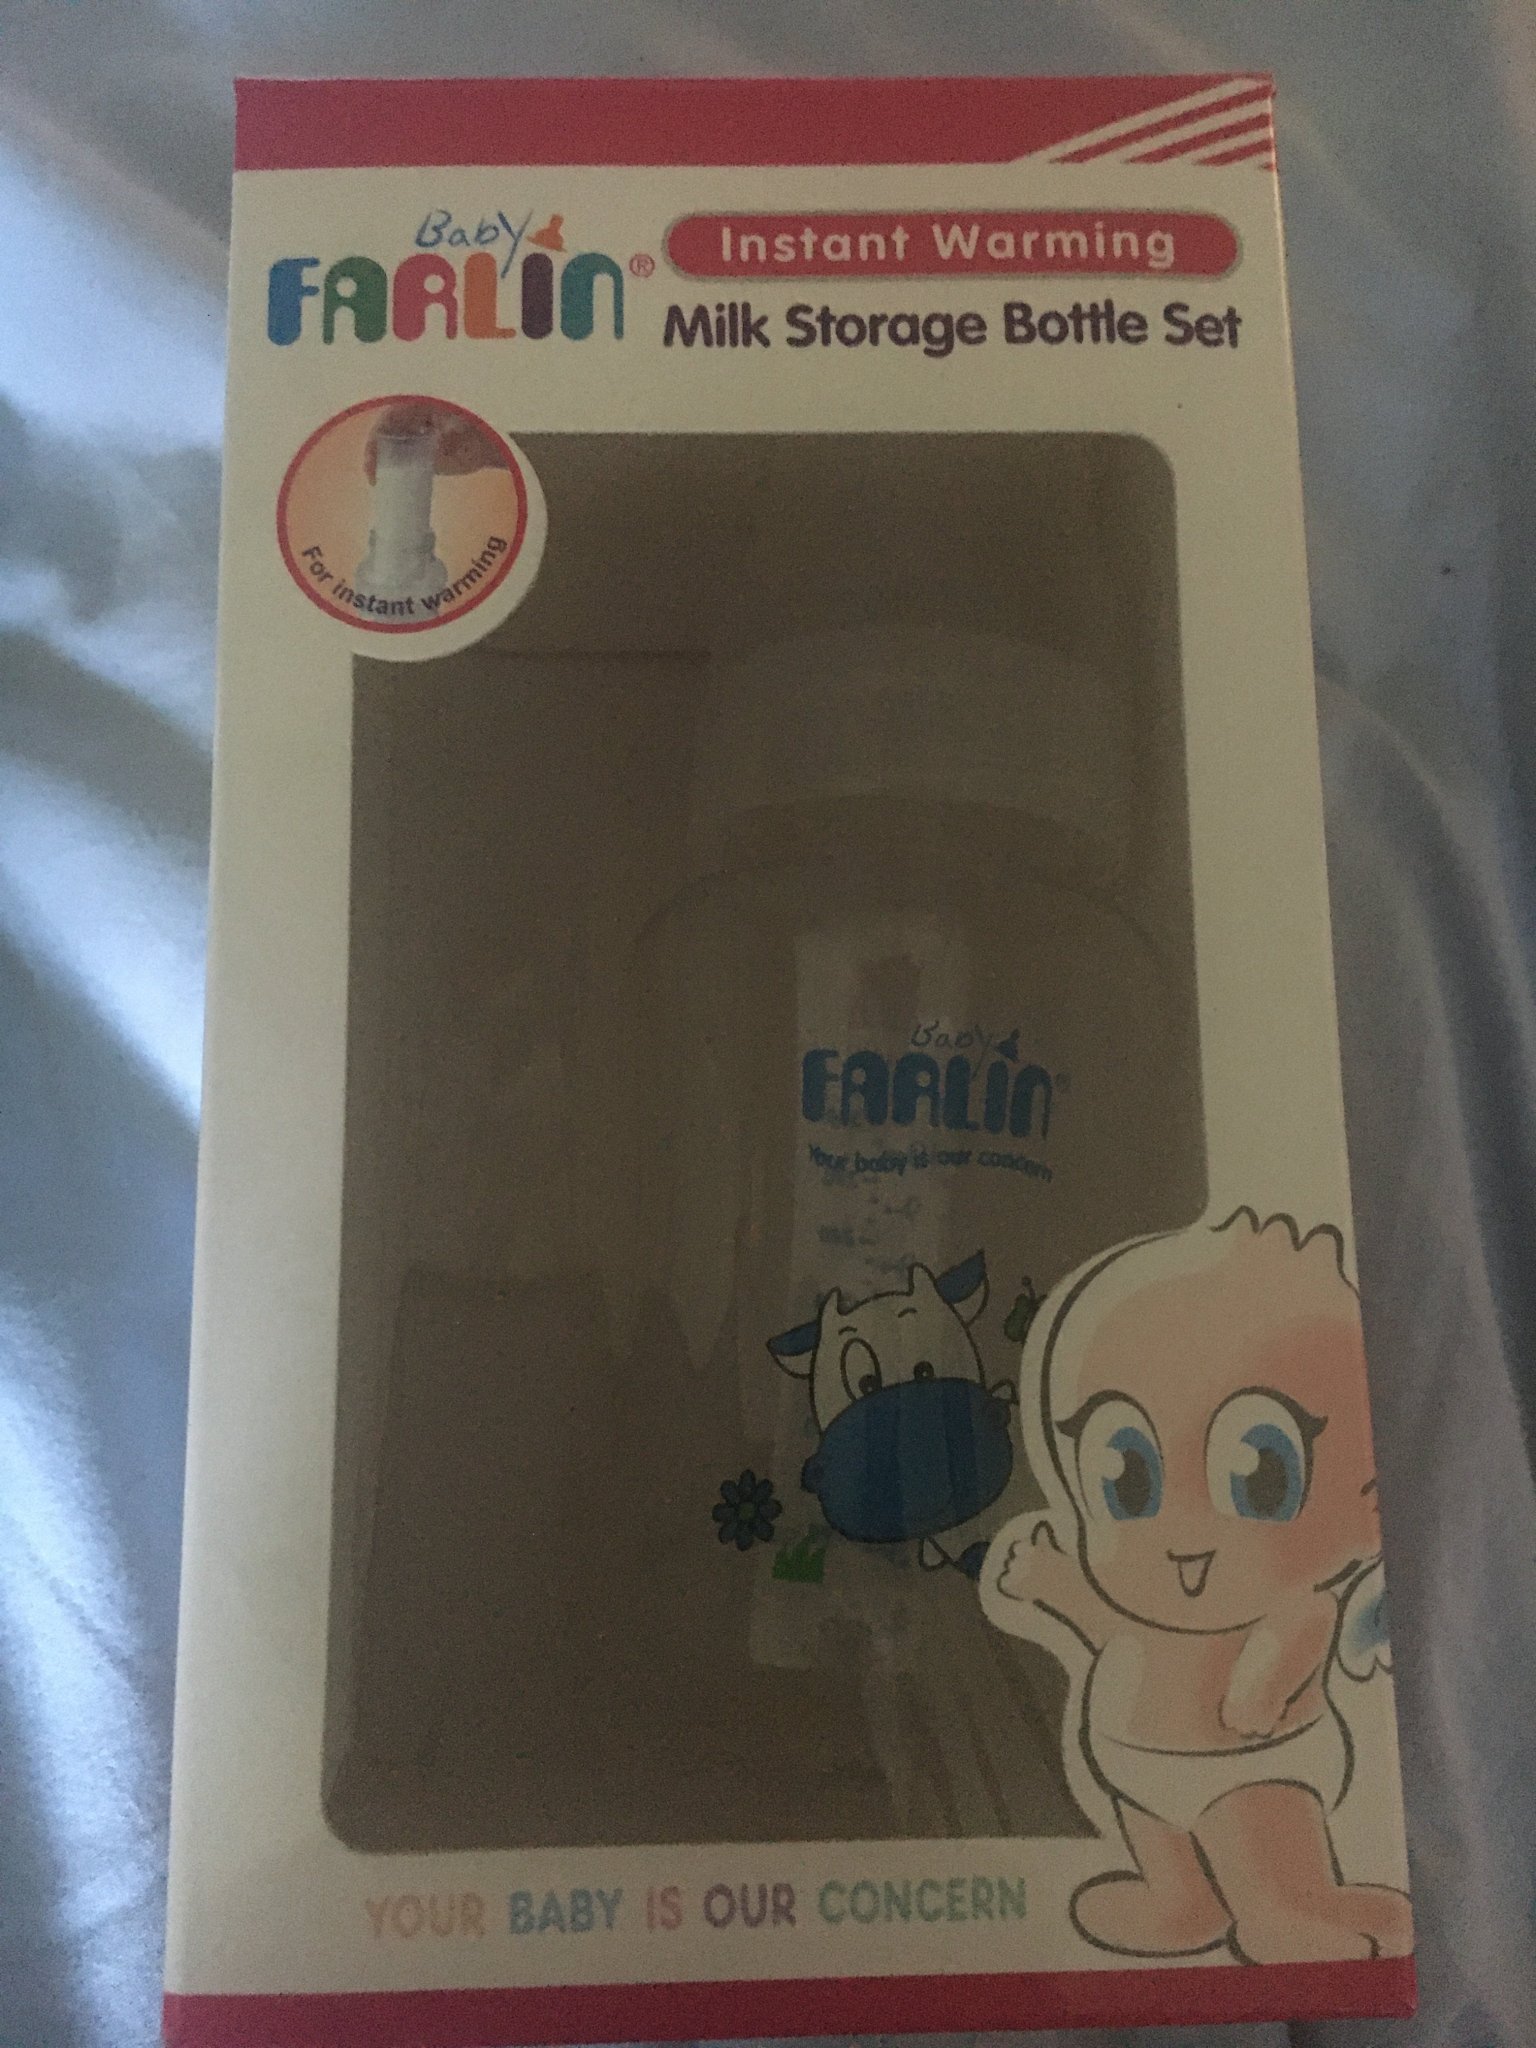 Baby
FARLIN®
Instant Warming
Milk Storage Bottle Set
For instant warming
Baby
FARLIN®
Your baby is our concern
YOUR BABY IS OUR CONCERN